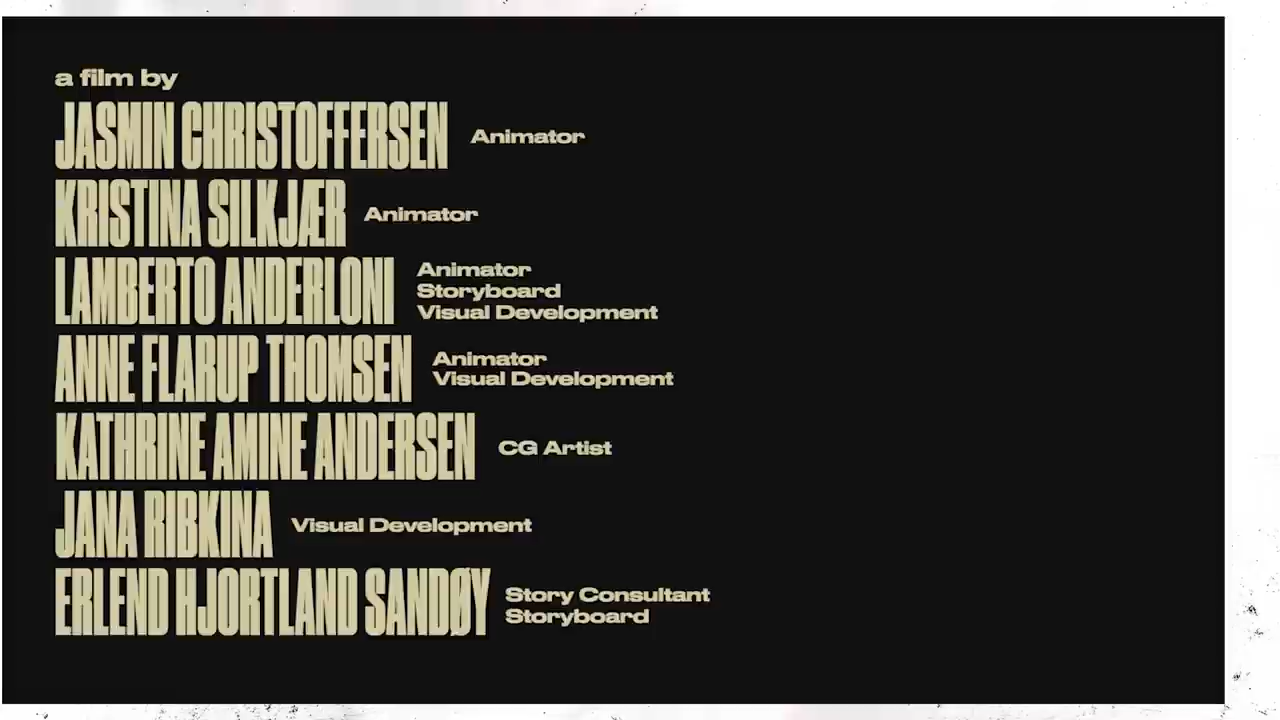 a film by
JASMIN CHRISTOFFERSEN Animator
KRISTINA SILKJÆR Animator
LAMBERTO ANDERLONI Animator
Storyboard
Visual Development
ANNE FLARUP THOMSEN Animator
Visual Development
KATHRINE AMINE ANDERSEN CG Artist
JANA RIBKINA Visual Development
ERLEND HJORTLAND SANDØY Story Consultant
Storyboard